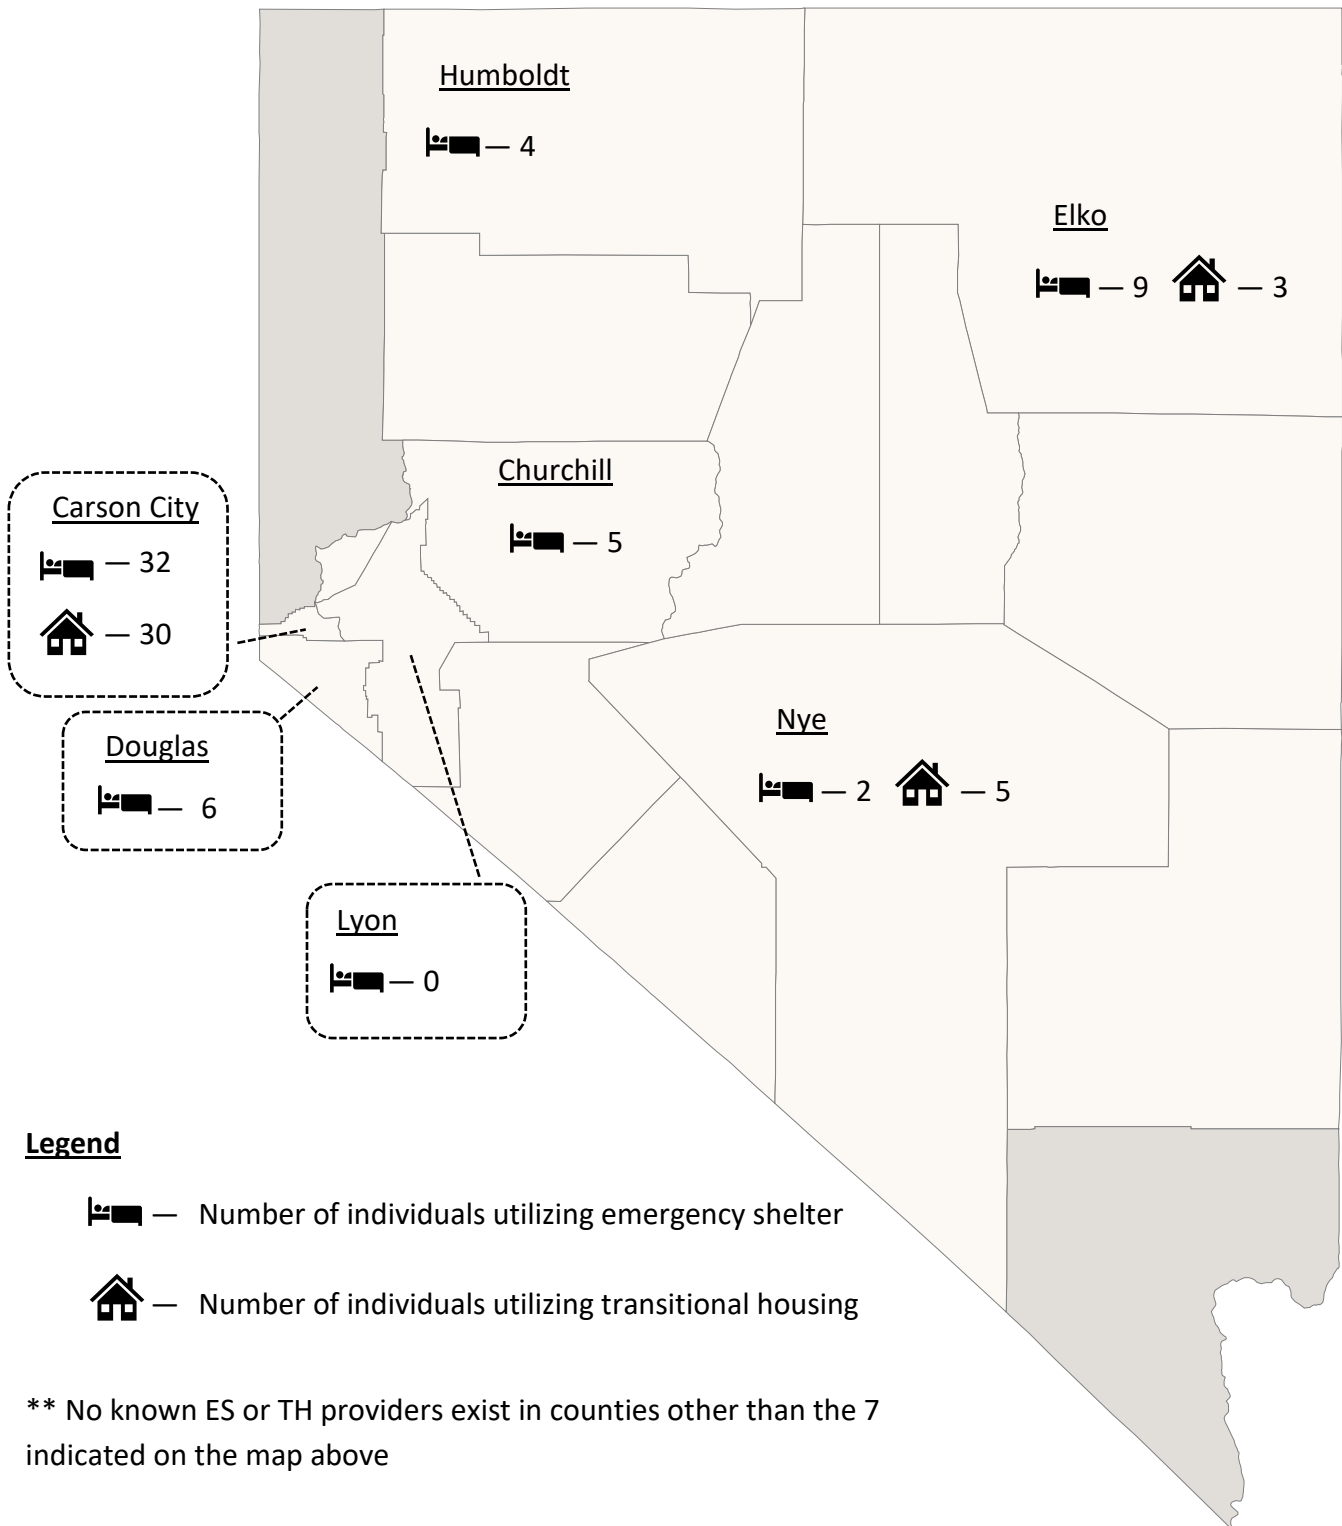 Humboldt
— 4
Elko
— 9 — 3
Churchill
— 5
Carson City
— 32
— 30
Douglas
— 6
Nye
— 2 — 5
Lyon
— 0
Legend
— Number of individuals utilizing emergency shelter
— Number of individuals utilizing transitional housing
** No known ES or TH providers exist in counties other than the 7
indicated on the map above